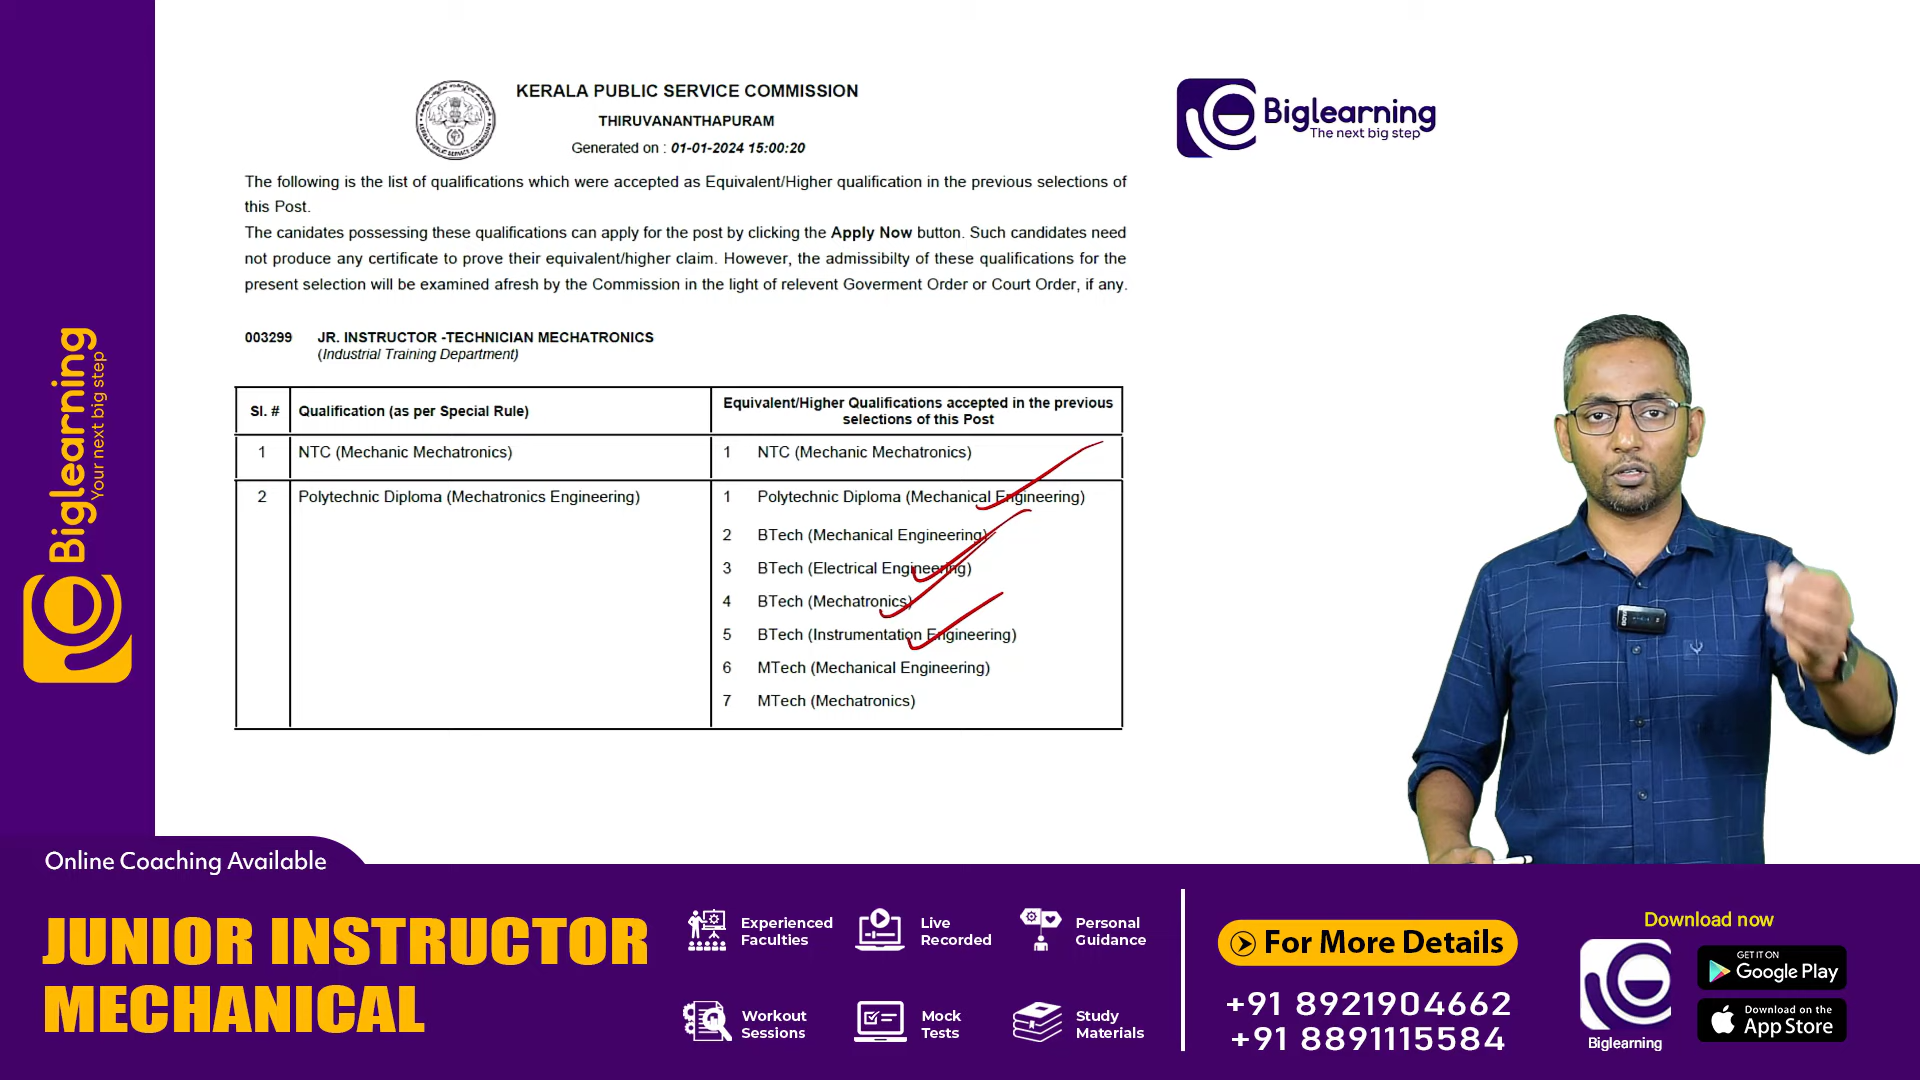 KERALA PUBLIC SERVICE COMMISSION
THIRUVANANTHAPURAM
Generated on : 01-01-2024 15:00:20
Biglearning
The next big step
The following is the list of qualifications which were accepted as Equivalent/Higher qualification in the previous selections of
this Post.
The canidates possessing these qualifications can apply for the post by clicking the Apply Now button. Such candidates need
not produce any certificate to prove their equivalent/higher claim. However, the admissibilty of these qualifications for the
present selection will be examined afresh by the Commission in the light of relevent Goverment Order or Court Order, if any.
003299 JR. INSTRUCTOR -TECHNICIAN MECHATRONICS
(Industrial Training Department)
Sl. # Qualification (as per Special Rule) Equivalent/Higher Qualifications accepted in the previous
selections of this Post
1 NTC (Mechanic Mechatronics) 1 NTC (Mechanic Mechatronics)
2 Polytechnic Diploma (Mechatronics Engineering) 1 Polytechnic Diploma (Mechanical Engineering)
2 BTech (Mechanical Engineering)
3 BTech (Electrical Engineering)
4 BTech (Mechatronics)
5 BTech (Instrumentation Engineering)
6 MTech (Mechanical Engineering)
7 MTech (Mechatronics)
Biglearning
Your next big step
Online Coaching Available
JUNIOR INSTRUCTOR
MECHANICAL
Experienced
Faculties
Live
Recorded
Personal
Guidance
Workout
Sessions
Mock
Tests
Study
Materials
For More Details
+91 8921904662
+91 8891115584
Download now
Biglearning
GET IT ON
Google Play
Download on the
App Store